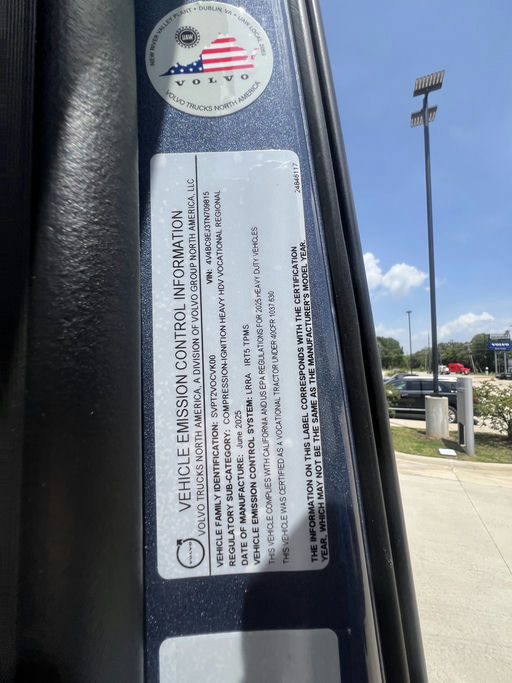 NEW RIVER VALLEY PLANT • DUBLIN, VA • UAW LOCAL 2069
UAW
VOLVO
VOLVO TRUCKS NORTH AMERICA
VEHICLE EMISSION CONTROL INFORMATION
VOLVO TRUCKS NORTH AMERICA, A DIVISION OF VOLVO GROUP NORTH AMERICA, LLC
VOLVO
VEHICLE FAMILY IDENTIFICATION: SVPT2VOCVK00 VIN: 4V4BC9EJ3TN709815
REGULATORY SUB-CATEGORY: COMPRESSION-IGNITION HEAVY HDV VOCATIONAL REGIONAL
DATE OF MANUFACTURE: June 2025
VEHICLE EMISSION CONTROL SYSTEM: LRRA IRT5 TPMS
THIS VEHICLE COMPLIES WITH CALIFORNIA AND US EPA REGULATIONS FOR 2025 HEAVY DUTY VEHICLES
THIS VEHICLE WAS CERTIFIED AS A VOCATIONAL TRACTOR UNDER 40CFR 1037.630
24846117
THE INFORMATION ON THIS LABEL CORRESPONDS WITH THE CERTIFICATION
YEAR, WHICH MAY NOT BE THE SAME AS THE MANUFACTURER'S MODEL YEAR.
VOLVO